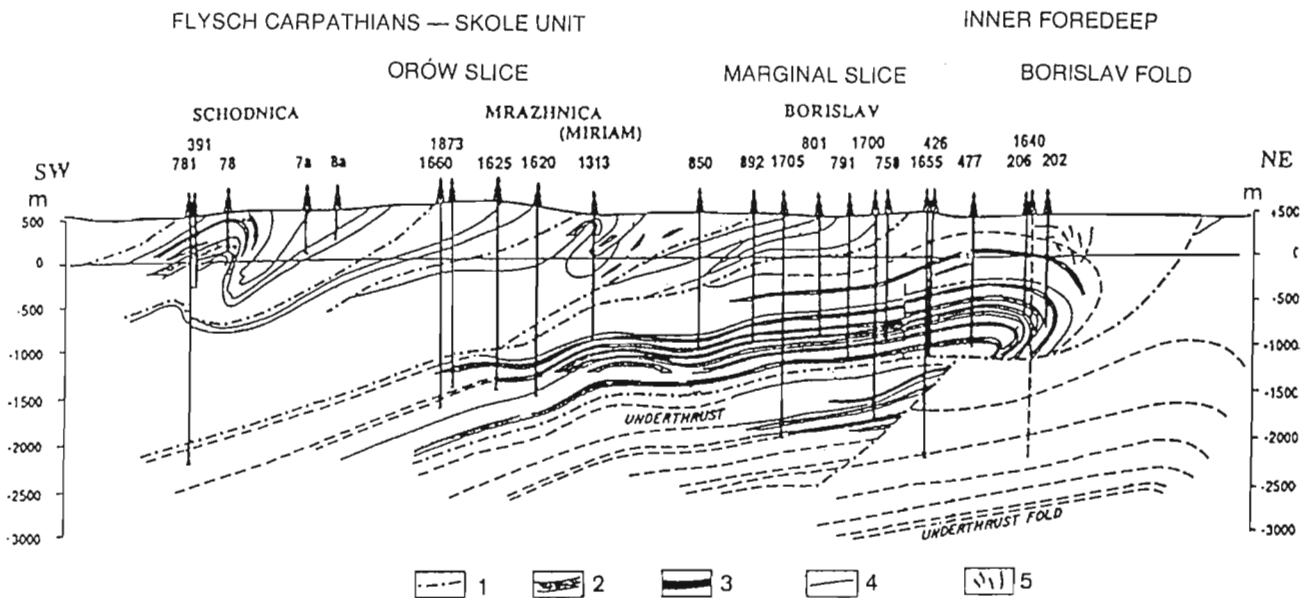 FLYSCH CARPATHIANS — SKOLE UNIT INNER FOREDEEP
ORÓW SLICE MARGINAL SLICE BORISLAV FOLD
SCHODNICA MRAZHNICA BORISLAV
(MIRIAM)
391 1873 801 1700 426 1640
781 78 7a 8a 1660 1625 1620 1313 850 892 1705 791 758 1655 477 206 202
SW NE
m m
500 +500
0 0
-500 -500
-1000 -1000
-1500 -1500
UNDERTHRUST
-2000 -2000
-2500 -2500
UNDERTHRUST FOLD
-3000 -3000
1 2 3 4 5